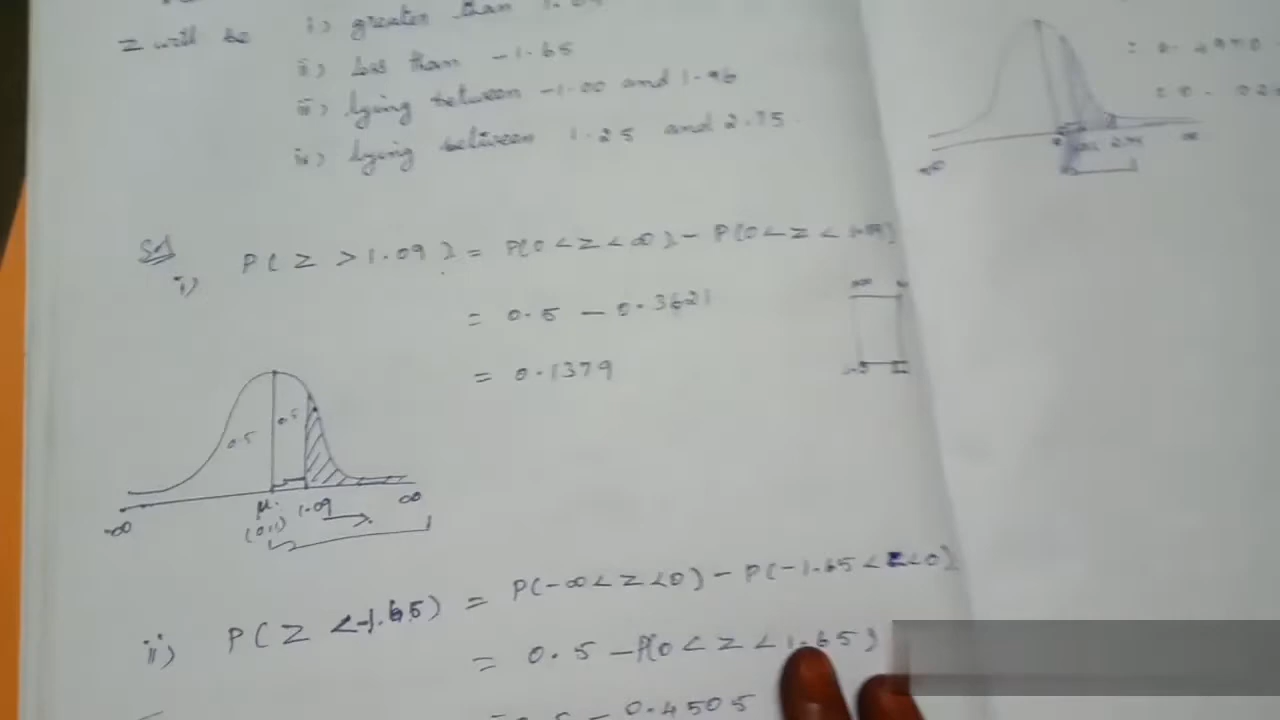 Z will be i) greater than 1.09
ii) less than -1.65
iii) lying between -1.00 and 1.96
iv) lying between 1.25 and 2.75.
Sol
i) P( Z > 1.09 ) = P(0 < Z < ∞) - P(0 < Z < 1.09)
= 0.5 - 0.3621
= 0.1379
0.5 0.5
-∞ μ 1.09 ∞
(0,1)
ii) P( Z < -1.65) = P(-∞ < Z < 0) - P(-1.65 < Z < 0)
= 0.5 - P(0 < Z < 1.65)
0.4505